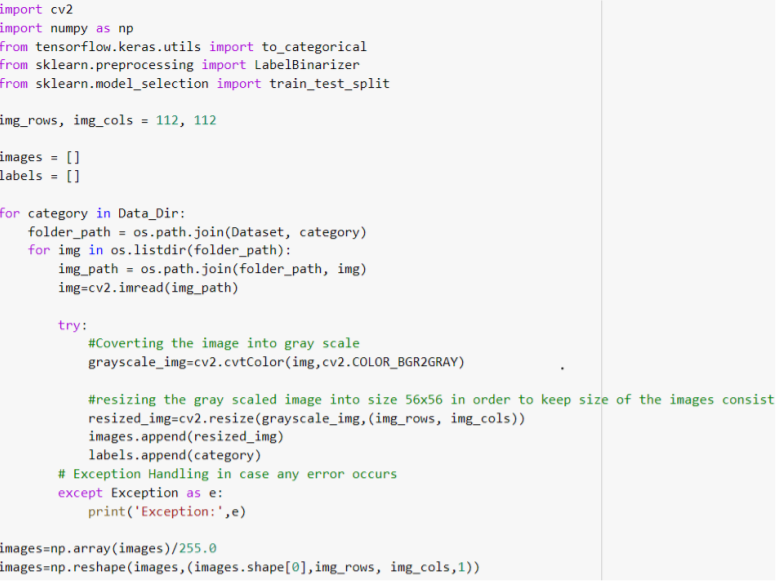 import cv2
import numpy as np
from tensorflow.keras.utils import to_categorical
from sklearn.preprocessing import LabelBinarizer
from sklearn.model_selection import train_test_split
img_rows, img_cols = 112, 112
images = []
labels = []
for category in Data_Dir:
    folder_path = os.path.join(Dataset, category)
    for img in os.listdir(folder_path):
        img_path = os.path.join(folder_path, img)
        img=cv2.imread(img_path)
        try:
            #Coverting the image into gray scale
            grayscale_img=cv2.cvtColor(img,cv2.COLOR_BGR2GRAY)
            #resizing the gray scaled image into size 56x56 in order to keep size of the images consist
            resized_img=cv2.resize(grayscale_img,(img_rows, img_cols))
            images.append(resized_img)
            labels.append(category)
        # Exception Handling in case any error occurs
        except Exception as e:
            print('Exception:',e)
images=np.array(images)/255.0
images=np.reshape(images,(images.shape[0],img_rows, img_cols,1))